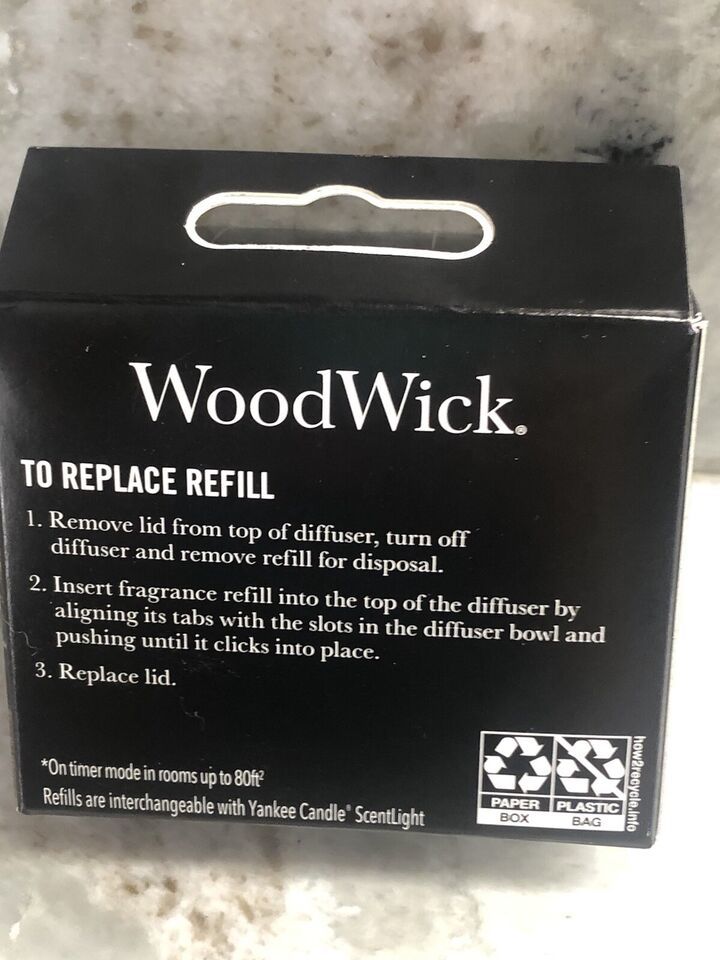 WoodWick®
TO REPLACE REFILL
1. Remove lid from top of diffuser, turn off
diffuser and remove refill for disposal.
2. Insert fragrance refill into the top of the diffuser by
aligning its tabs with the slots in the diffuser bowl and
pushing until it clicks into place.
3. Replace lid.
*On timer mode in rooms up to 80ft²
Refills are interchangeable with Yankee Candle® ScentLight
PAPER PLASTIC
BOX BAG
how2recycle.info